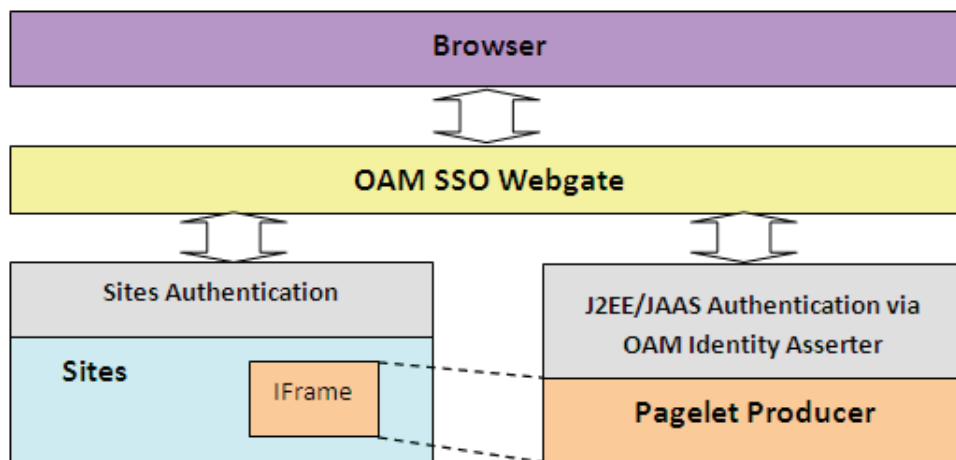 Browser
OAM SSO Webgate
Sites Authentication
Sites
IFrame
J2EE/JAAS Authentication via
OAM Identity Asserter
Pagelet Producer